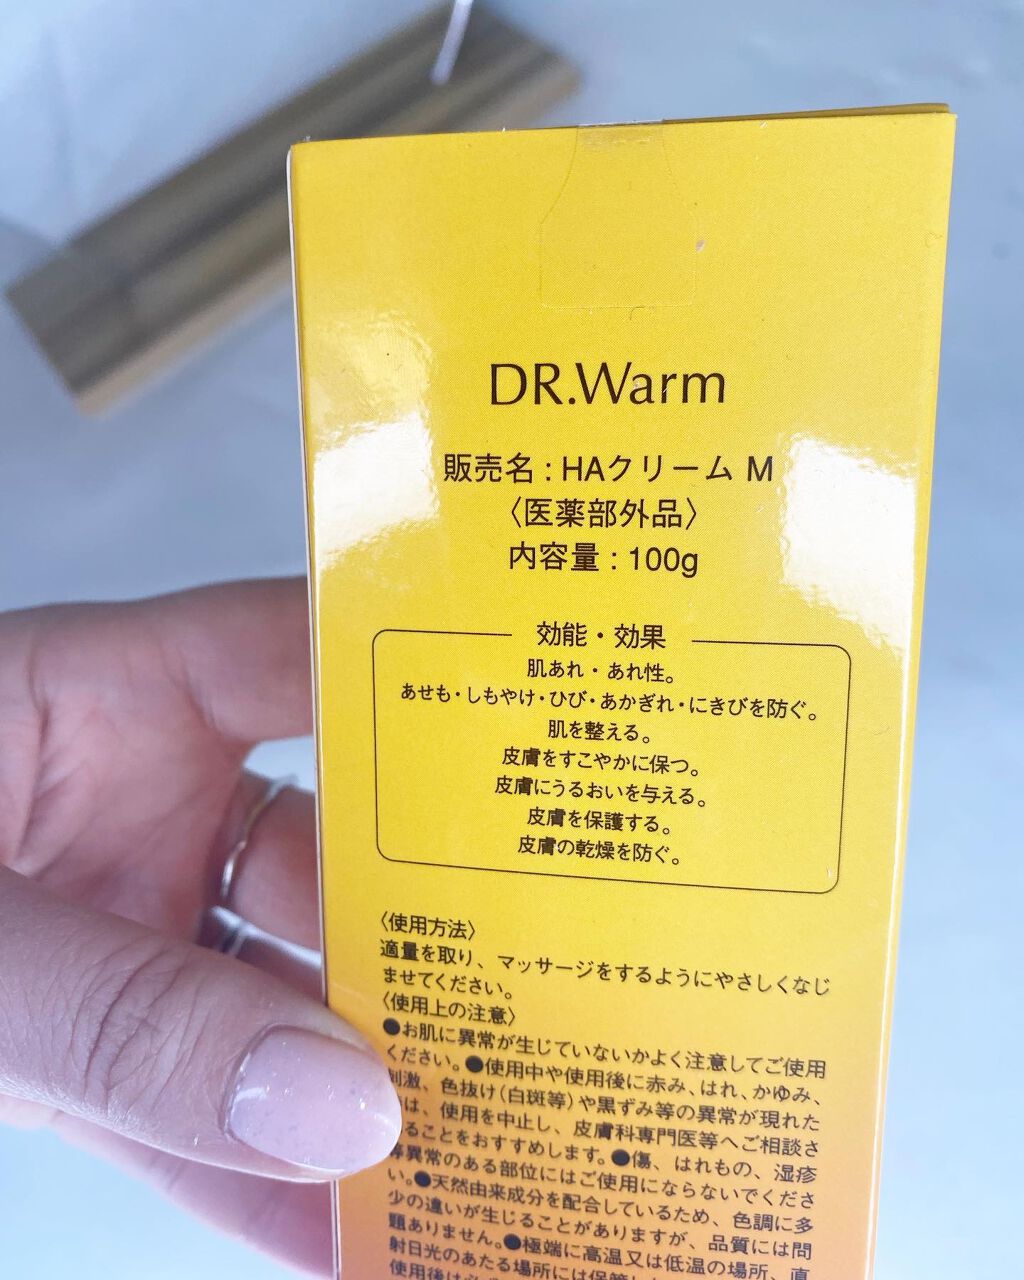 DR.Warm
販売名：HAクリーム M
〈医薬部外品〉
内容量：100g
効能・効果
肌あれ・あれ性。
あせも・しもやけ・ひび・あかぎれ・にきびを防ぐ。
肌を整える。
皮膚をすこやかに保つ。
皮膚にうるおいを与える。
皮膚を保護する。
皮膚の乾燥を防ぐ。
〈使用方法〉
適量を取り、マッサージをするようにやさしくなじ
ませてください。
〈使用上の注意〉
●お肌に異常が生じていないかよく注意してご使用
ください。●使用中や使用後に赤み、はれ、かゆみ、
刺激、色抜け(白斑等)や黒ずみ等の異常が現れた
は、使用を中止し、皮膚科専門医等へご相談さ
ることをおすすめします。●傷、はれもの、湿疹
等異常のある部位にはご使用にならないでくださ
い。●天然由来成分を配合しているため、色調に多
少の違いが生じることがありますが、品質には問
題ありません。●極端に高温又は低温の場所、直
射日光のあたる場所には保管し
使用後は必